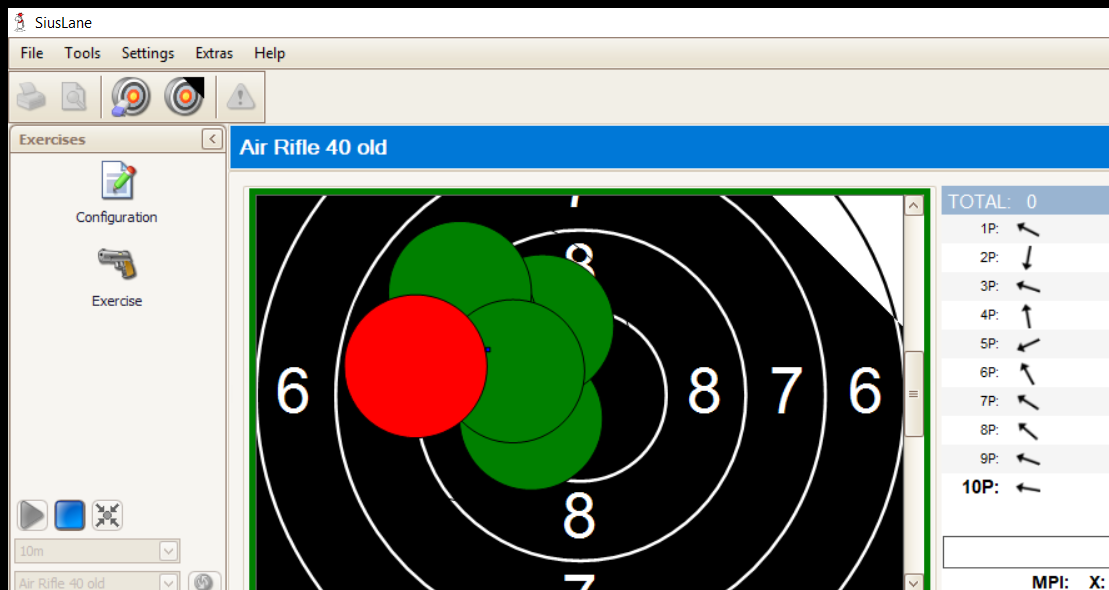 SiusLane
File Tools Settings Extras Help
Exercises
Configuration
Exercise
10m
Air Rifle 40 old
Air Rifle 40 old
7
8
6 8 7 6
8
7
TOTAL: 0
1P:
2P:
3P:
4P:
5P:
6P:
7P:
8P:
9P:
10P:
MPI: X: